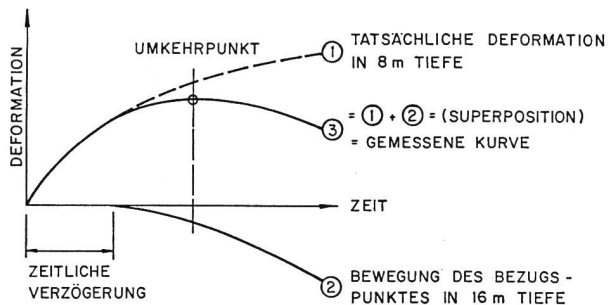 UMKEHRPUNKT
① TATSÄCHLICHE DEFORMATION
IN 8 m TIEFE
DEFORMATION
③ = ① + ② = (SUPERPOSITION)
= GEMESSENE KURVE
ZEIT
ZEITLICHE
VERZÖGERUNG
② BEWEGUNG DES BEZUGS-
PUNKTES IN 16 m TIEFE